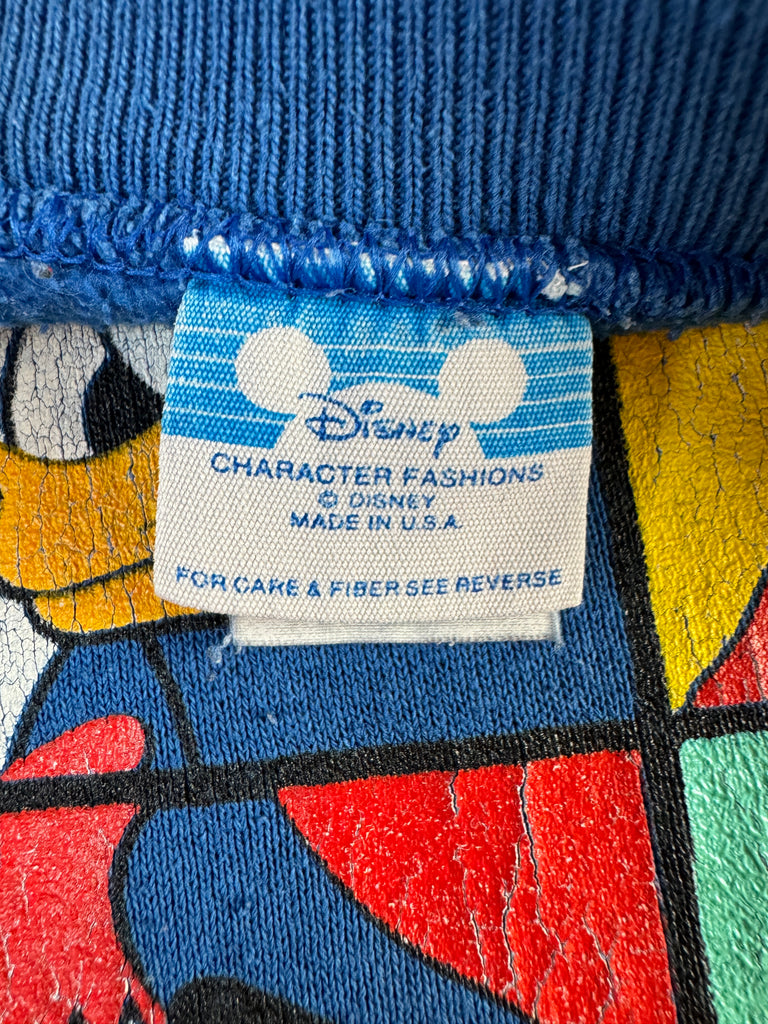 Disney
CHARACTER FASHIONS
© DISNEY
MADE IN U.S.A.
FOR CARE & FIBER SEE REVERSE